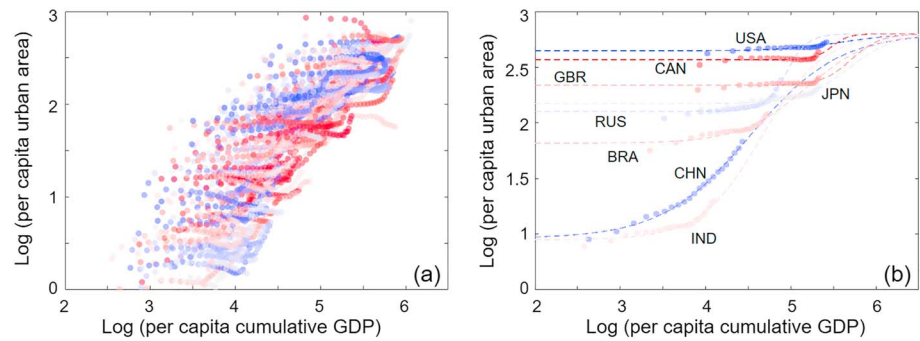 3
2
1
0
2
3
4
5
6
Log (per capita urban area)
Log (per capita cumulative GDP)
(a)
3
2.5
2
1.5
1
0
2
3
4
5
6
Log (per capita urban area)
Log (per capita cumulative GDP)
USA
CAN
GBR
JPN
RUS
BRA
CHN
IND
(b)